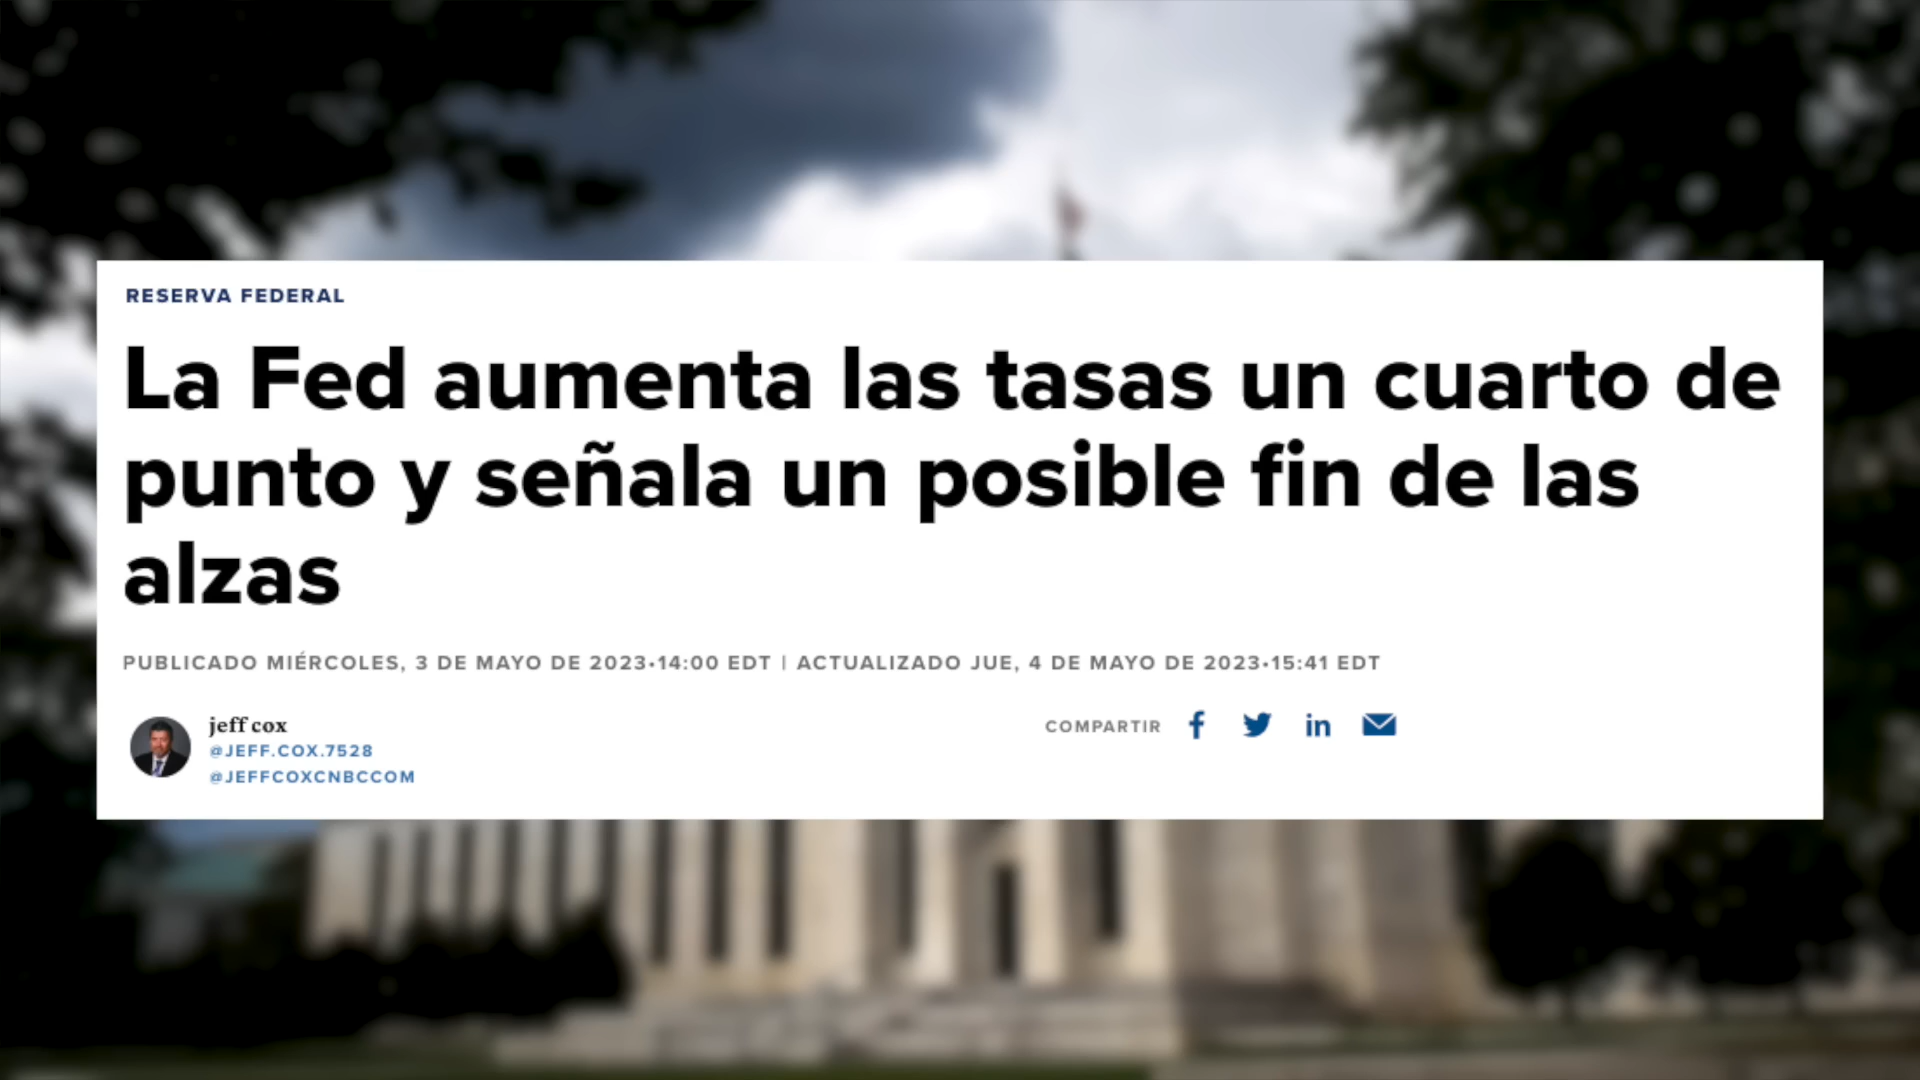 RESERVA FEDERAL
La Fed aumenta las tasas un cuarto de
punto y señala un posible fin de las
alzas
PUBLICADO MIÉRCOLES, 3 DE MAYO DE 2023•14:00 EDT | ACTUALIZADO JUE, 4 DE MAYO DE 2023•15:41 EDT
jeff cox
@JEFF.COX.7528
@JEFFCOXCNBCCOM
COMPARTIR